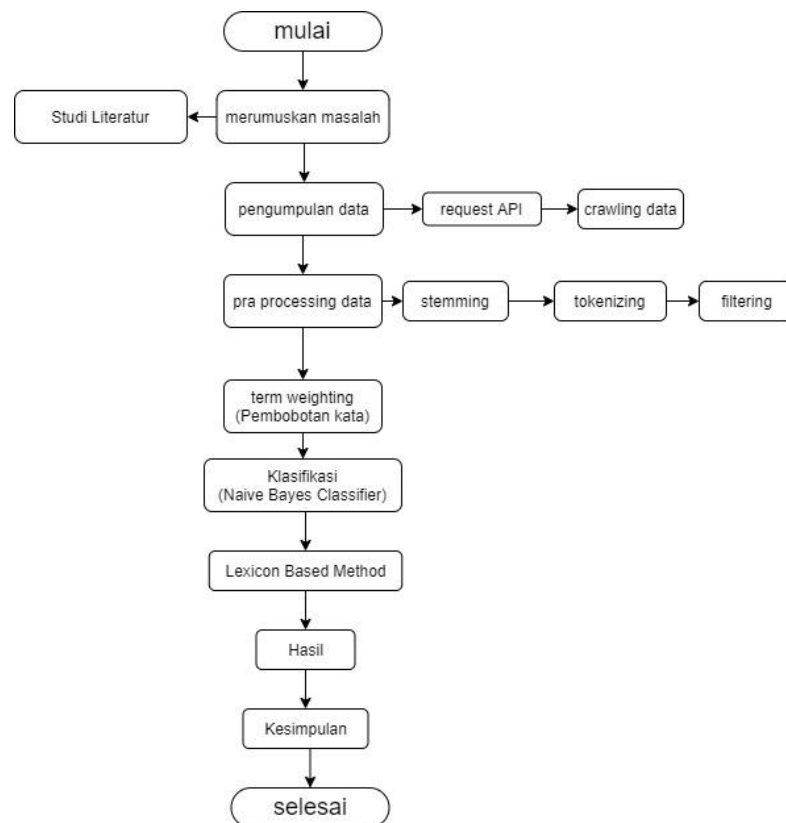 mulai
Studi Literatur
merumuskan masalah
pengumpulan data
request API
crawling data
pra processing data
stemming
tokenizing
filtering
term weighting
(Pembobotan kata)
Klasifikasi
(Naive Bayes Classifier)
Lexicon Based Method
Hasil
Kesimpulan
selesai